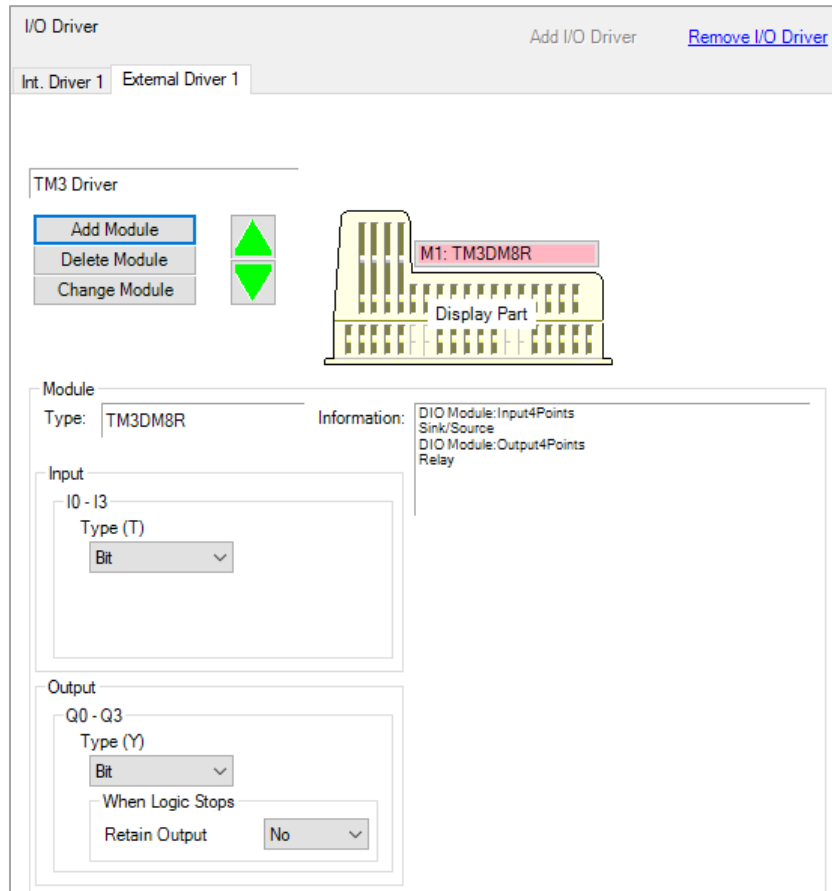 I/O Driver
Add I/O Driver
Remove I/O Driver
Int. Driver 1
External Driver 1
TM3 Driver
Add Module
Delete Module
Change Module
M1: TM3DM8R
Display Part
Module
Type:
TM3DM8R
Information:
DIO Module:Input4Points
Sink/Source
DIO Module:Output4Points
Relay
Input
I0 - I3
Type (T)
Bit
Output
Q0 - Q3
Type (Y)
Bit
When Logic Stops
Retain Output
No